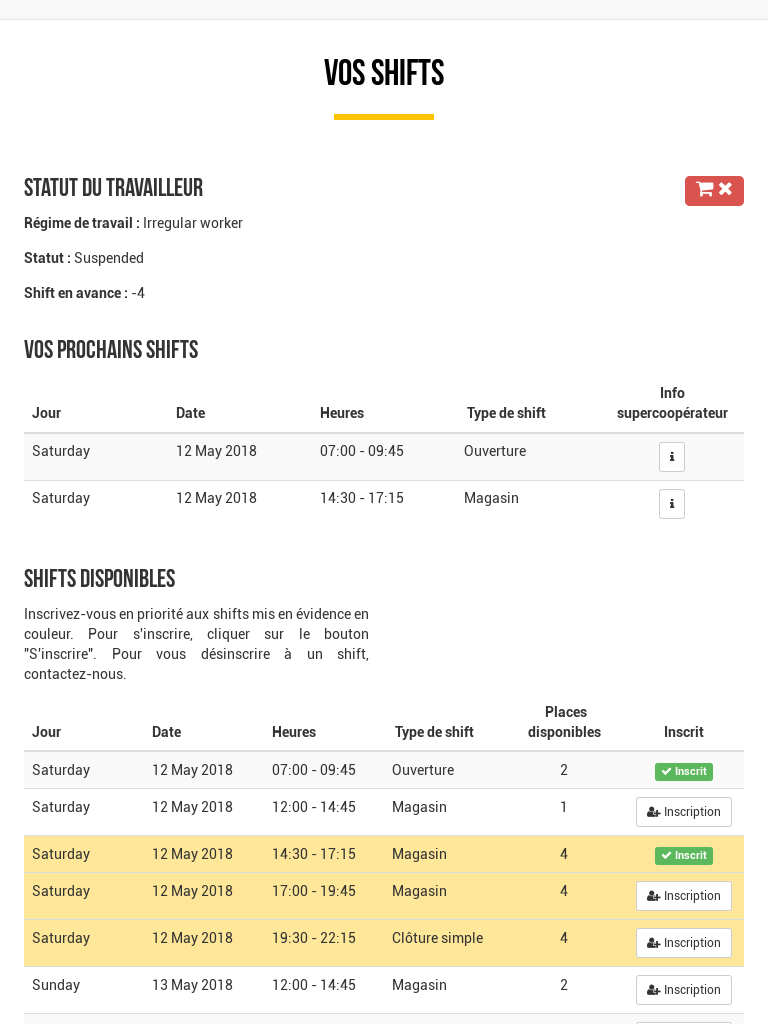 VOS SHIFTS
STATUT DU TRAVAILLEUR
Régime de travail : Irregular worker
Statut : Suspended
Shift en avance : -4
VOS PROCHAINS SHIFTS
Jour Date Heures Type de shift Info supercoopérateur
Saturday 12 May 2018 07:00 - 09:45 Ouverture
Saturday 12 May 2018 14:30 - 17:15 Magasin
SHIFTS DISPONIBLES
Inscrivez-vous en priorité aux shifts mis en évidence en
couleur. Pour s'inscrire, cliquer sur le bouton
"S'inscrire". Pour vous désinscrire à un shift,
contactez-nous.
Jour Date Heures Type de shift Places disponibles Inscrit
Saturday 12 May 2018 07:00 - 09:45 Ouverture 2 Inscrit
Saturday 12 May 2018 12:00 - 14:45 Magasin 1 Inscription
Saturday 12 May 2018 14:30 - 17:15 Magasin 4 Inscrit
Saturday 12 May 2018 17:00 - 19:45 Magasin 4 Inscription
Saturday 12 May 2018 19:30 - 22:15 Clôture simple 4 Inscription
Sunday 13 May 2018 12:00 - 14:45 Magasin 2 Inscription